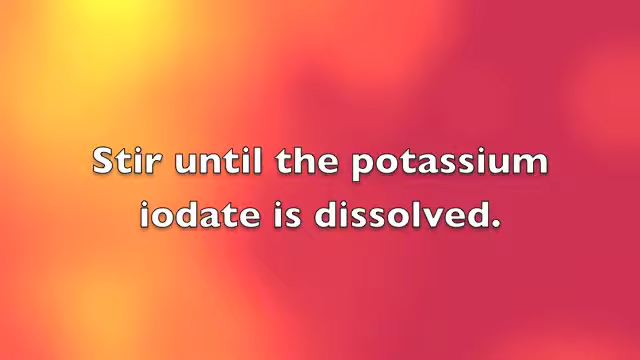 Stir until the potassium
iodate is dissolved.